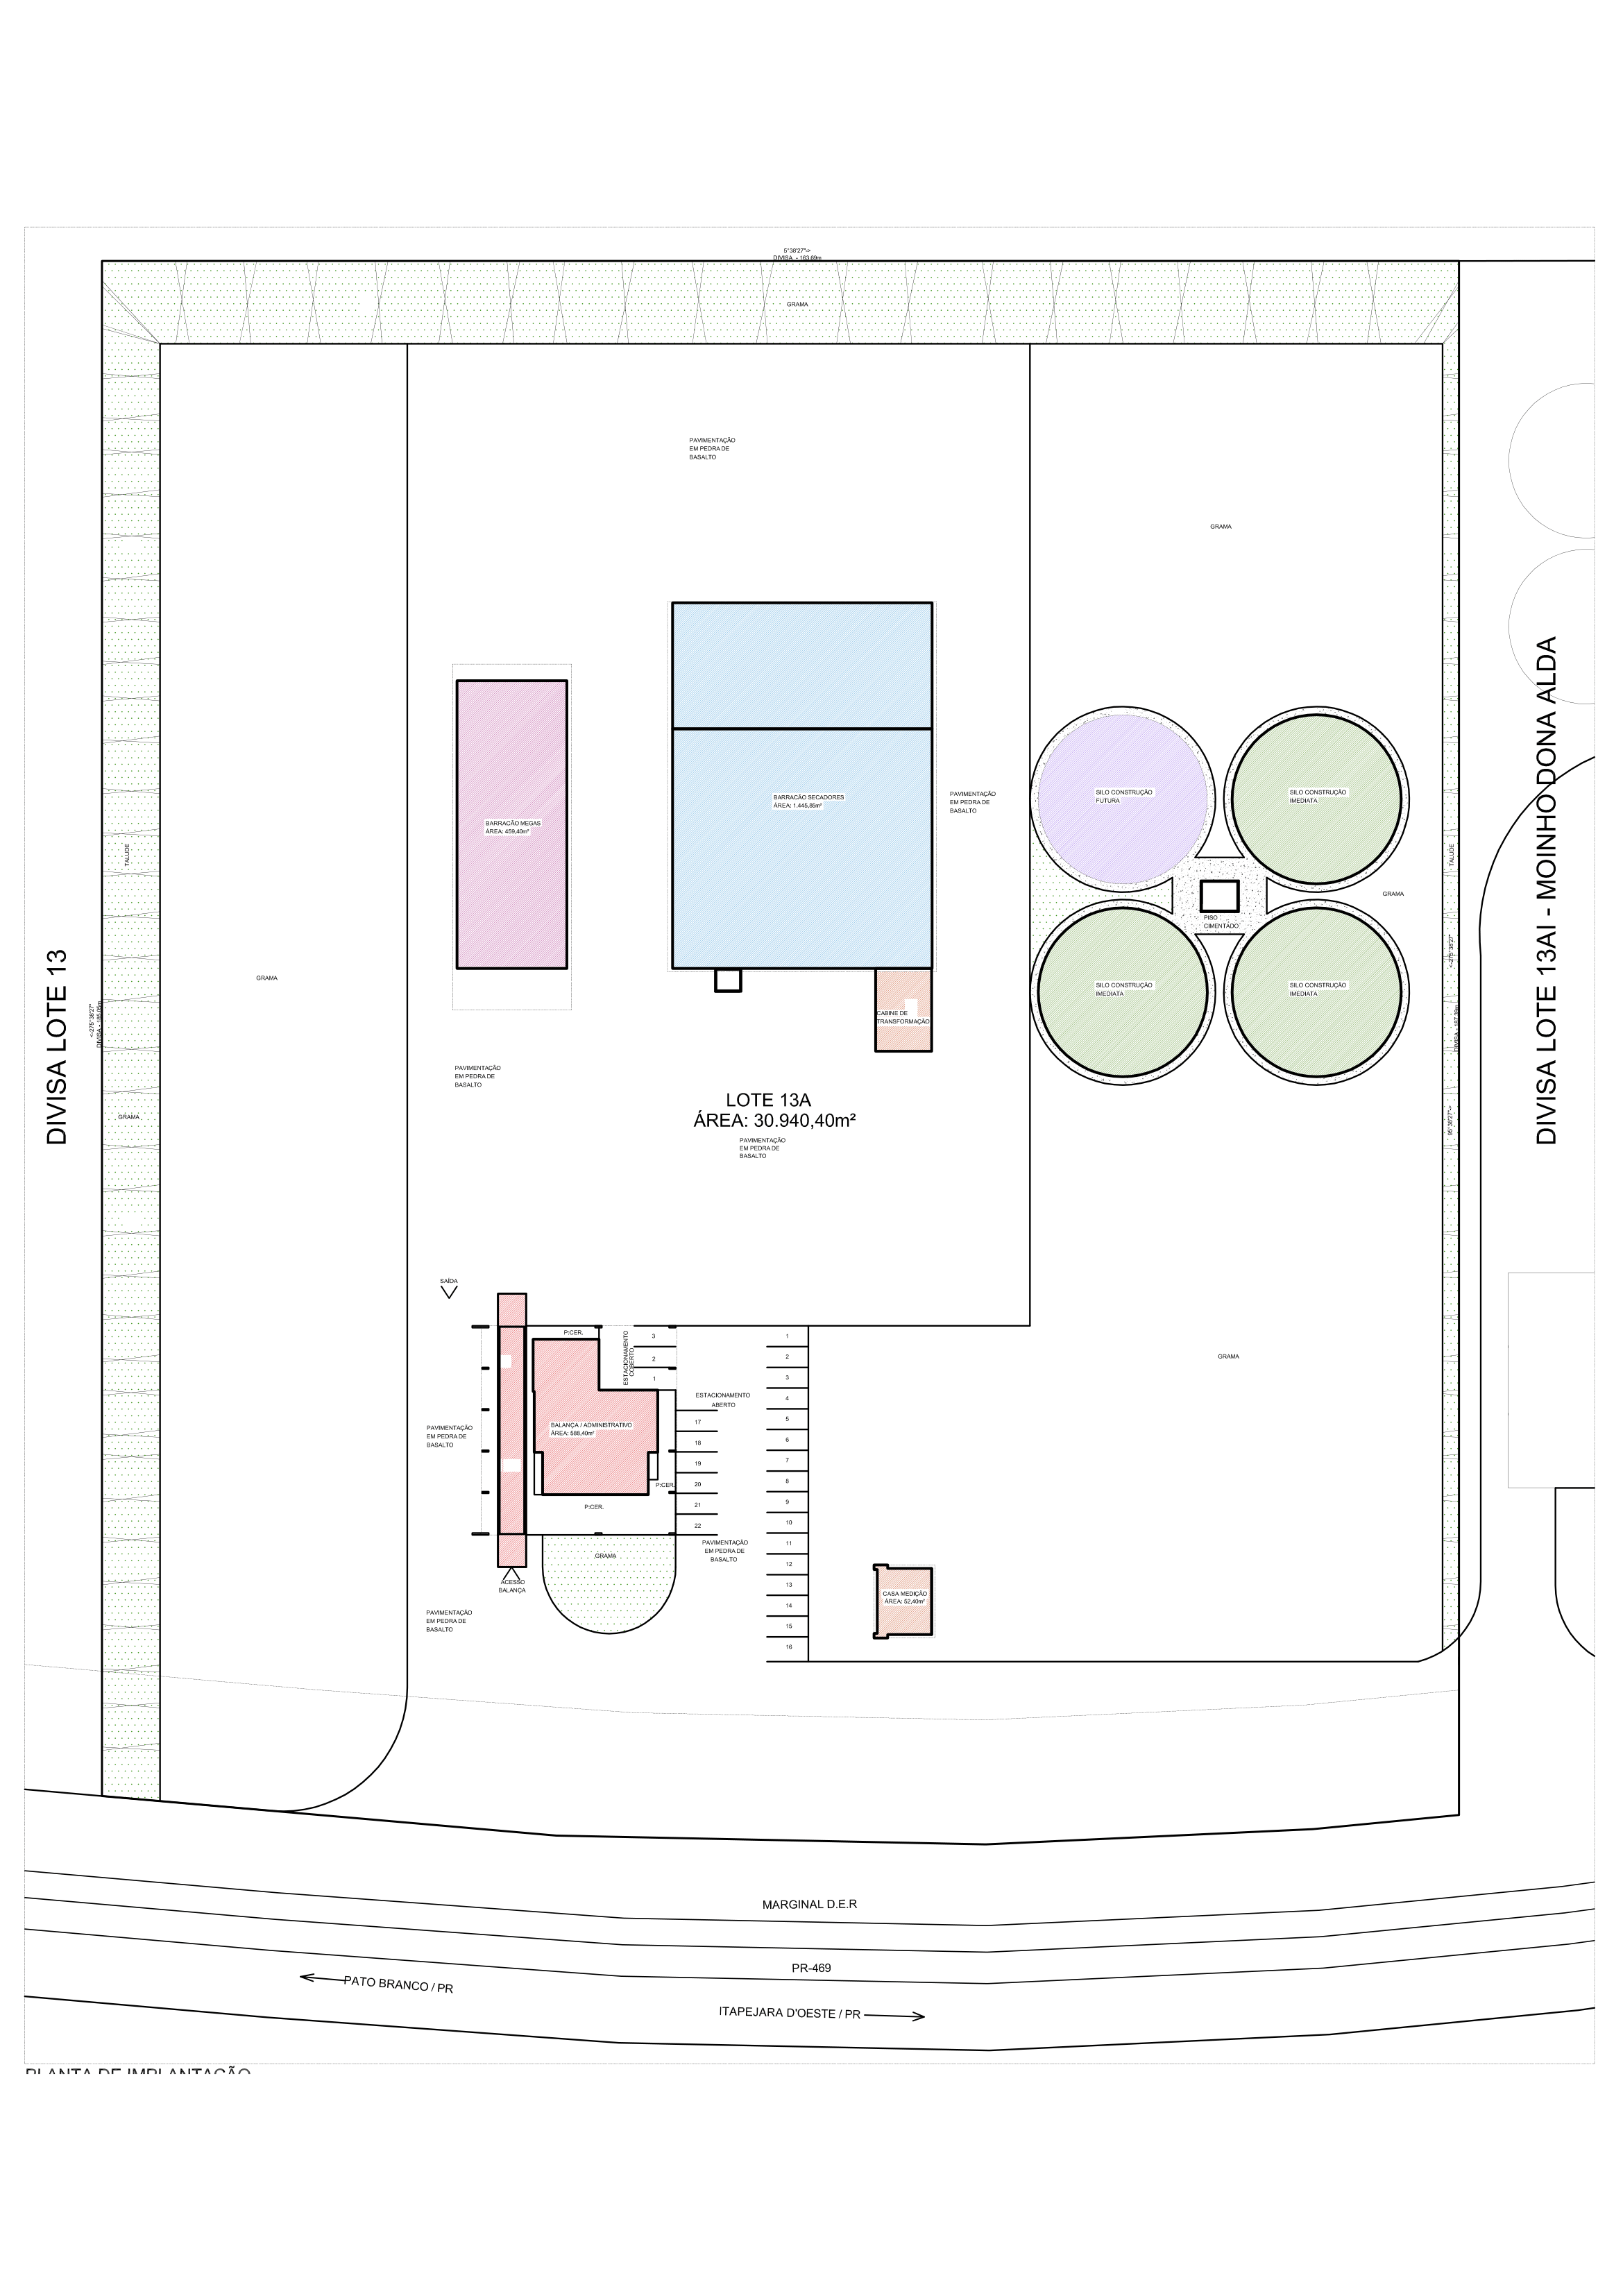 5°38'27"->
DIVISA - 163,69m
GRAMA
PAVIMENTAÇÃO
EM PEDRA DE
BASALTO
GRAMA
BARRACÃO SECADORES
ÁREA: 1.445,85m²
PAVIMENTAÇÃO
EM PEDRA DE
BASALTO
SILO CONSTRUÇÃO
FUTURA
SILO CONSTRUÇÃO
IMEDIATA
BARRACÃO MEGAS
ÁREA: 459,40m²
TALUDE
TALUDE
GRAMA
PISO
CIMENTADO
DIVISA LOTE 13
DIVISA LOTE 13AI - MOINHO DONA ALDA
<-275°38'27"
<-275°38'27"
GRAMA
SILO CONSTRUÇÃO
IMEDIATA
SILO CONSTRUÇÃO
IMEDIATA
CABINE DE
TRANSFORMAÇÃO
PAVIMENTAÇÃO
EM PEDRA DE
BASALTO
LOTE 13A
ÁREA: 30.940,40m²
PAVIMENTAÇÃO
EM PEDRA DE
BASALTO
GRAMA
95°38'27"->
SAÍDA
P.CER.
ESTACIONAMENTO
COBERTO
3
2
1
1
2
3
4
5
6
7
8
9
10
11
12
13
14
15
16
GRAMA
ESTACIONAMENTO
ABERTO
17
18
19
20
21
22
BALANÇA / ADMINISTRATIVO
ÁREA: 588,40m²
PAVIMENTAÇÃO
EM PEDRA DE
BASALTO
P.CER.
P.CER.
PAVIMENTAÇÃO
EM PEDRA DE
BASALTO
GRAMA
ACESSO
BALANÇA
CASA MEDIÇÃO
ÁREA: 52,40m²
PAVIMENTAÇÃO
EM PEDRA DE
BASALTO
MARGINAL D.E.R
PR-469
PATO BRANCO / PR
ITAPEJARA D'OESTE / PR
PLANTA DE IMPLANTAÇÃO